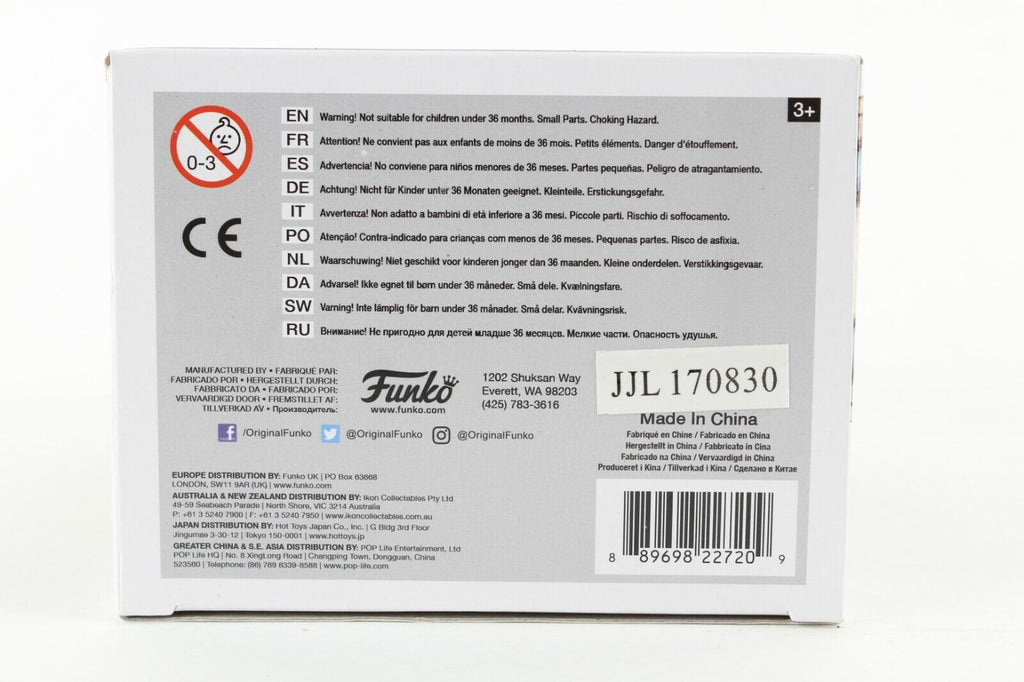 3+
0-3
CE
EN Warning! Not suitable for children under 36 months. Small Parts. Choking Hazard.
FR Attention! Ne convient pas aux enfants de moins de 36 mois. Petits éléments. Danger d'étouffement.
ES Advertencia! No conviene para niños menores de 36 meses. Partes pequeñas. Peligro de atragantamiento.
DE Achtung! Nicht für Kinder unter 36 Monaten geeignet. Kleinteile. Erstickungsgefahr.
IT Avvertenza! Non adatto a bambini di età inferiore a 36 mesi. Piccole parti. Rischio di soffocamento.
PO Atenção! Contra-indicado para crianças com menos de 36 meses. Pequenas partes. Risco de asfixia.
NL Waarschuwing! Niet geschikt voor kinderen jonger dan 36 maanden. Kleine onderdelen. Verstikkingsgevaar.
DA Advarsel! Ikke egnet til børn under 36 måneder. Små dele. Kvælningsfare.
SW Varning! Inte lämplig för barn under 36 månader. Små delar. Kvävningsrisk.
RU Внимание! Не пригодно для детей младше 36 месяцев. Мелкие части. Опасность удушья.
MANUFACTURED BY • FABRIQUÉ PAR:
FABRICADO POR • HERGESTELLT DURCH:
FABBRICATO DA • FABRICADO POR:
VERVAARDIGD DOOR • FREMSTILLET AF:
TILLVERKAD AV • Производитель:
Funko
www.funko.com
1202 Shuksan Way
Everett, WA 98203
(425) 783-3616
/OriginalFunko @OriginalFunko @OriginalFunko
JJL 170830
Made In China
Fabriqué en Chine / Fabricado en China
Hergestellt in China / Fabbricato in Cina
Fabricado na China / Vervaardigd in China
Produceret i Kina / Tillverkad i Kina / Сделано в Китае
EUROPE DISTRIBUTION BY: Funko UK | PO Box 63668
LONDON, SW11 9AR (UK) | www.funko.com
AUSTRALIA & NEW ZEALAND DISTRIBUTION BY: Ikon Collectables Pty Ltd
49-59 Seabeach Parade | North Shore, VIC 3214 Australia
P: +61 3 5240 7900 | F: +61 3 5240 7950 | www.ikoncollectables.com.au
JAPAN DISTRIBUTION BY: Hot Toys Japan Co., Inc. | G Bldg 3rd Floor
Jingumae 3-30-12 | Tokyo 150-0001 | www.hottoys.jp
GREATER CHINA & S.E. ASIA DISTRIBUTION BY: POP Life Entertainment, Ltd
POP Life HQ | No. 8 XingLong Road | Changping Town, Dongguan, China
523560 | Telephone: (86) 769 8339-8588 | www.pop-life.com
8 89698 22720 9